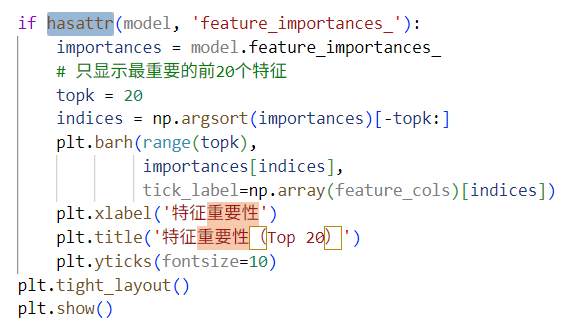 if hasattr(model, 'feature_importances_'):
    importances = model.feature_importances_
    # 只显示最重要的前20个特征
    topk = 20
    indices = np.argsort(importances)[-topk:]
    plt.barh(range(topk),
             importances[indices],
             tick_label=np.array(feature_cols)[indices])
    plt.xlabel('特征重要性')
    plt.title('特征重要性（Top 20）')
    plt.yticks(fontsize=10)
plt.tight_layout()
plt.show()